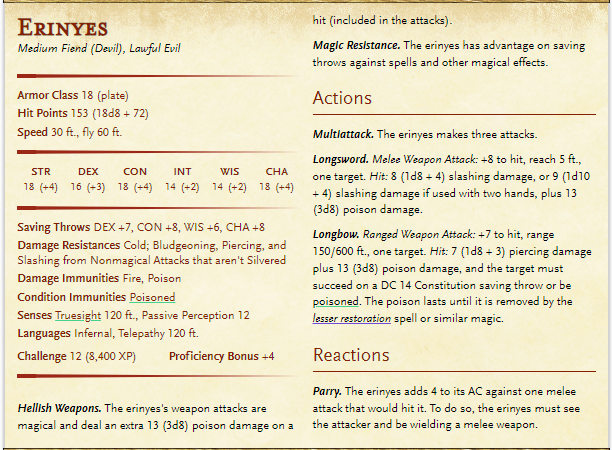 Erinyes
Medium Fiend (Devil), Lawful Evil
Armor Class 18 (plate)
Hit Points 153 (18d8 + 72)
Speed 30 ft., fly 60 ft.
STR DEX CON INT WIS CHA
18 (+4) 16 (+3) 18 (+4) 14 (+2) 14 (+2) 18 (+4)
Saving Throws DEX +7, CON +8, WIS +6, CHA +8
Damage Resistances Cold; Bludgeoning, Piercing, and
Slashing from Nonmagical Attacks that aren't Silvered
Damage Immunities Fire, Poison
Condition Immunities Poisoned
Senses Truesight 120 ft., Passive Perception 12
Languages Infernal, Telepathy 120 ft.
Challenge 12 (8,400 XP) Proficiency Bonus +4
Hellish Weapons. The erinyes's weapon attacks are
magical and deal an extra 13 (3d8) poison damage on a
hit (included in the attacks).
Magic Resistance. The erinyes has advantage on saving
throws against spells and other magical effects.
Actions
Multiattack. The erinyes makes three attacks.
Longsword. Melee Weapon Attack: +8 to hit, reach 5 ft.,
one target. Hit: 8 (1d8 + 4) slashing damage, or 9 (1d10
+ 4) slashing damage if used with two hands, plus 13
(3d8) poison damage.
Longbow. Ranged Weapon Attack: +7 to hit, range
150/600 ft., one target. Hit: 7 (1d8 + 3) piercing damage
plus 13 (3d8) poison damage, and the target must
succeed on a DC 14 Constitution saving throw or be
poisoned. The poison lasts until it is removed by the
lesser restoration spell or similar magic.
Reactions
Parry. The erinyes adds 4 to its AC against one melee
attack that would hit it. To do so, the erinyes must see
the attacker and be wielding a melee weapon.